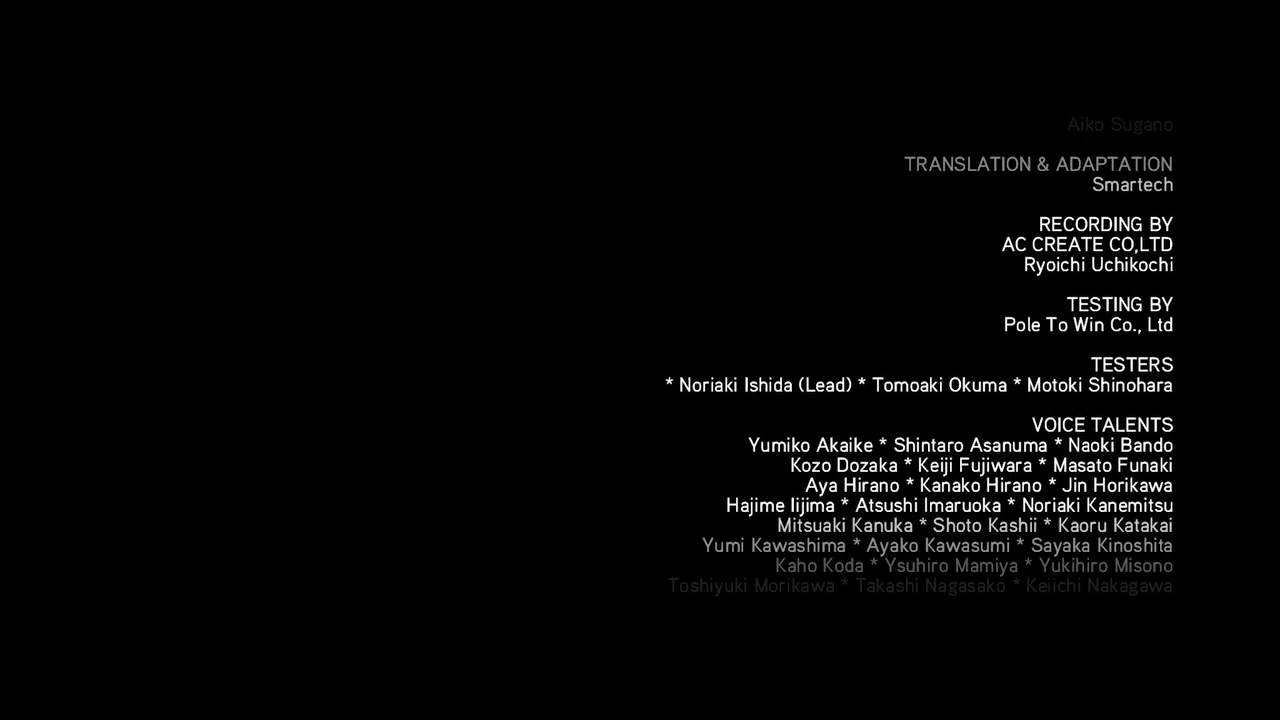 Aiko Sugano
TRANSLATION & ADAPTATION
Smartech
RECORDING BY
AC CREATE CO,LTD
Ryoichi Uchikochi
TESTING BY
Pole To Win Co., Ltd
TESTERS
* Noriaki Ishida (Lead) * Tomoaki Okuma * Motoki Shinohara
VOICE TALENTS
Yumiko Akaike * Shintaro Asanuma * Naoki Bando
Kozo Dozaka * Keiji Fujiwara * Masato Funaki
Aya Hirano * Kanako Hirano * Jin Horikawa
Hajime Iijima * Atsushi Imaruoka * Noriaki Kanemitsu
Mitsuaki Kanuka * Shoto Kashii * Kaoru Katakai
Yumi Kawashima * Ayako Kawasumi * Sayaka Kinoshita
Kaho Koda * Ysuhiro Mamiya * Yukihiro Misono
Toshiyuki Morikawa * Takashi Nagasako * Keiichi Nakagawa